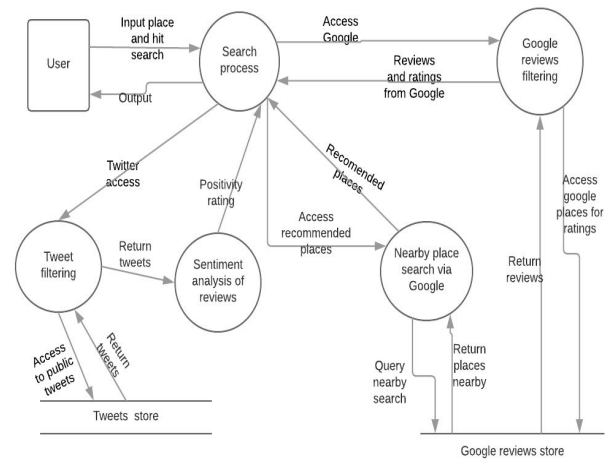 Input place
and hit
search
Access
Google
User
Search
process
Google
reviews
filtering
Reviews
and ratings
from Google
Output
Twitter
access
Positivity
rating
Recomended
places
Access
recommended
places
Access
google
places for
ratings
Tweet
filtering
Return
tweets
Sentiment
analysis of
reviews
Nearby place
search via
Google
Return
reviews
Access
to public
tweets
Return
tweets
Query
nearby
search
Return
places
nearby
Tweets store
Google reviews store